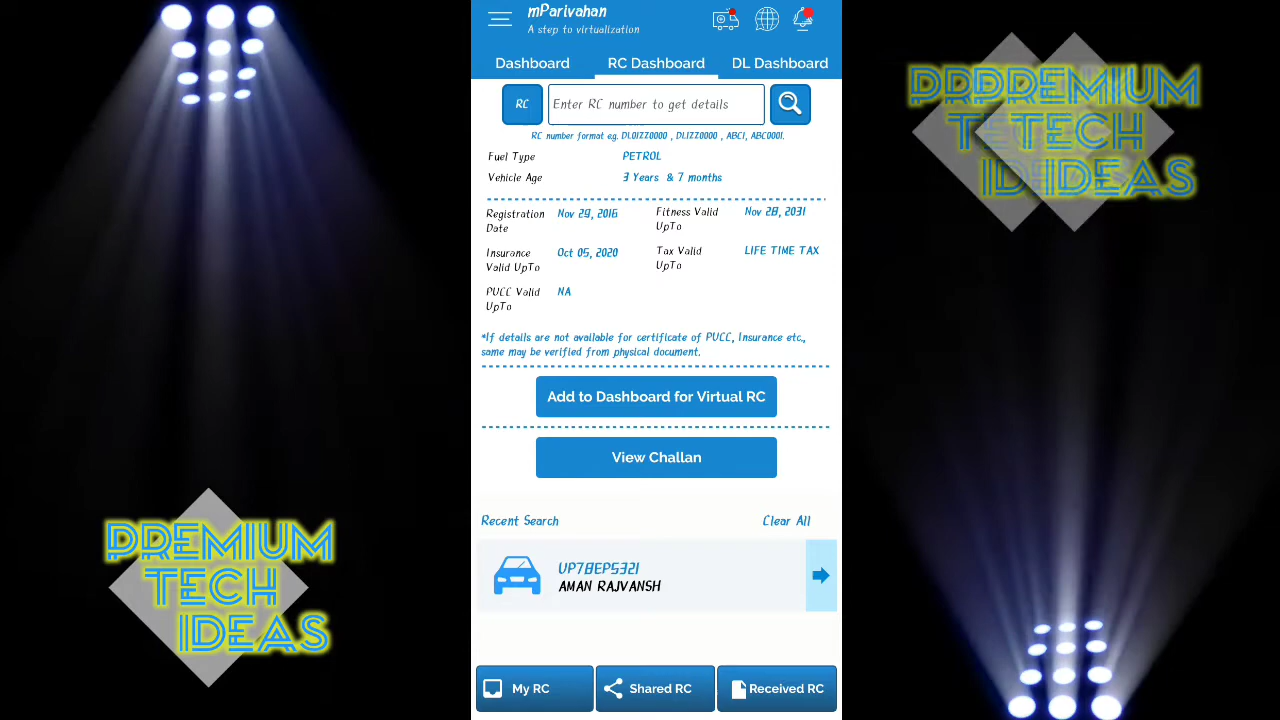 mParivahan
A step to virtualization
Dashboard
RC Dashboard
DL Dashboard
RC
Enter RC number to get details
RC number format e.g. DL01ZZ0000 , DL1ZZ0000 , ABC1, ABC0001.
Fuel Type PETROL
Vehicle Age 3 Years & 7 months
Registration Date Nov 29, 2016
Fitness Valid UpTo Nov 28, 2031
Insurance Valid UpTo Oct 05, 2020
Tax Valid UpTo LIFE TIME TAX
PUCC Valid UpTo NA
*If details are not available for certificate of PUCC, Insurance etc.,
same may be verified from physical document.
Add to Dashboard for Virtual RC
View Challan
Recent Search
Clear All
UP78EP5321
AMAN RAJVANSH
My RC
Shared RC
Received RC
PREMIUM
TECH
IDEAS
PRPREMIUM
TETECH
IDIDEAS